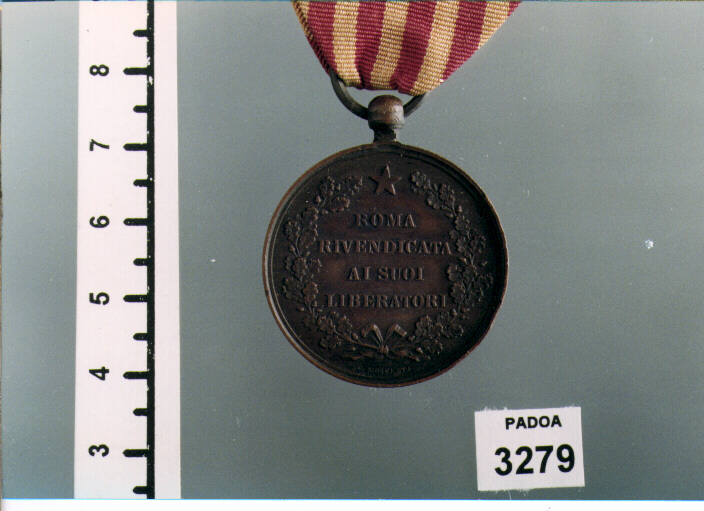 8
7
6
5
4
3
ROMA
RIVENDICATA
AI SUOI
LIBERATORI
PADOA
3279